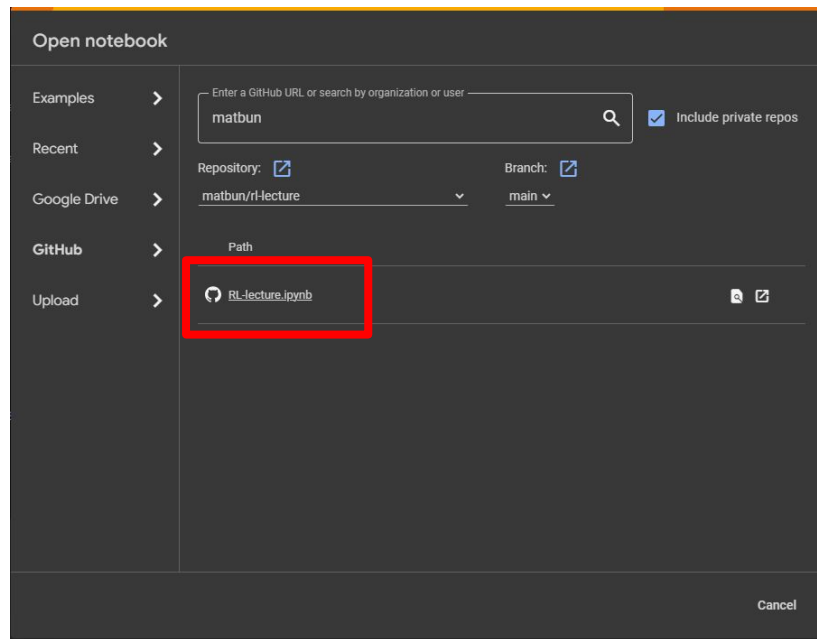 Open notebook
Examples
Recent
Google Drive
GitHub
Upload
Enter a GitHub URL or search by organization or user
matbun
Include private repos
Repository:
Branch:
matbun/rl-lecture
main
Path
RL-lecture.ipynb
Cancel